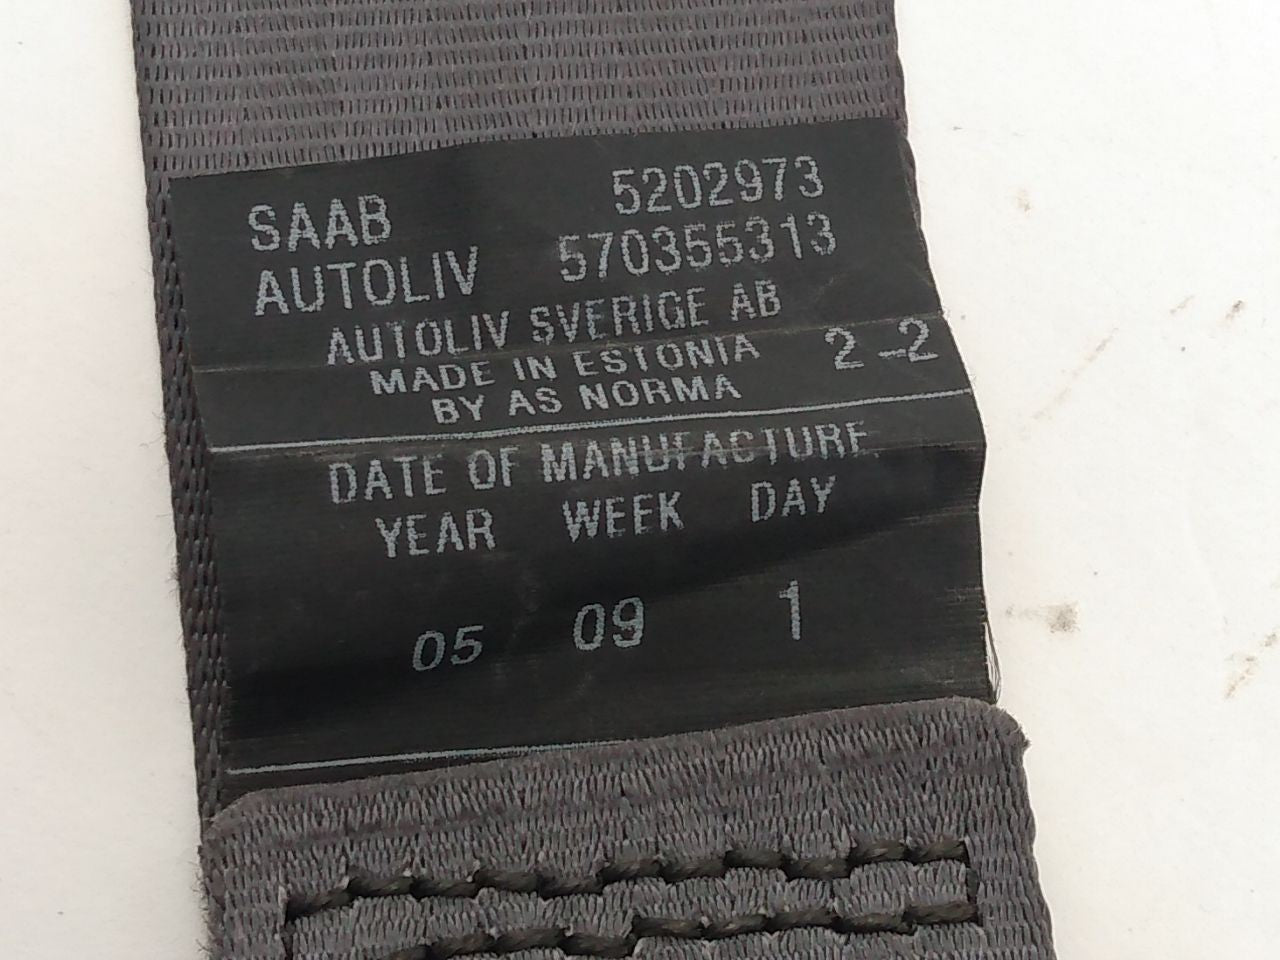 SAAB 5202973
AUTOLIV 570355313
AUTOLIV SVERIGE AB
MADE IN ESTONIA 2-2
BY AS NORMA
DATE OF MANUFACTURE
YEAR WEEK DAY
05 09 1